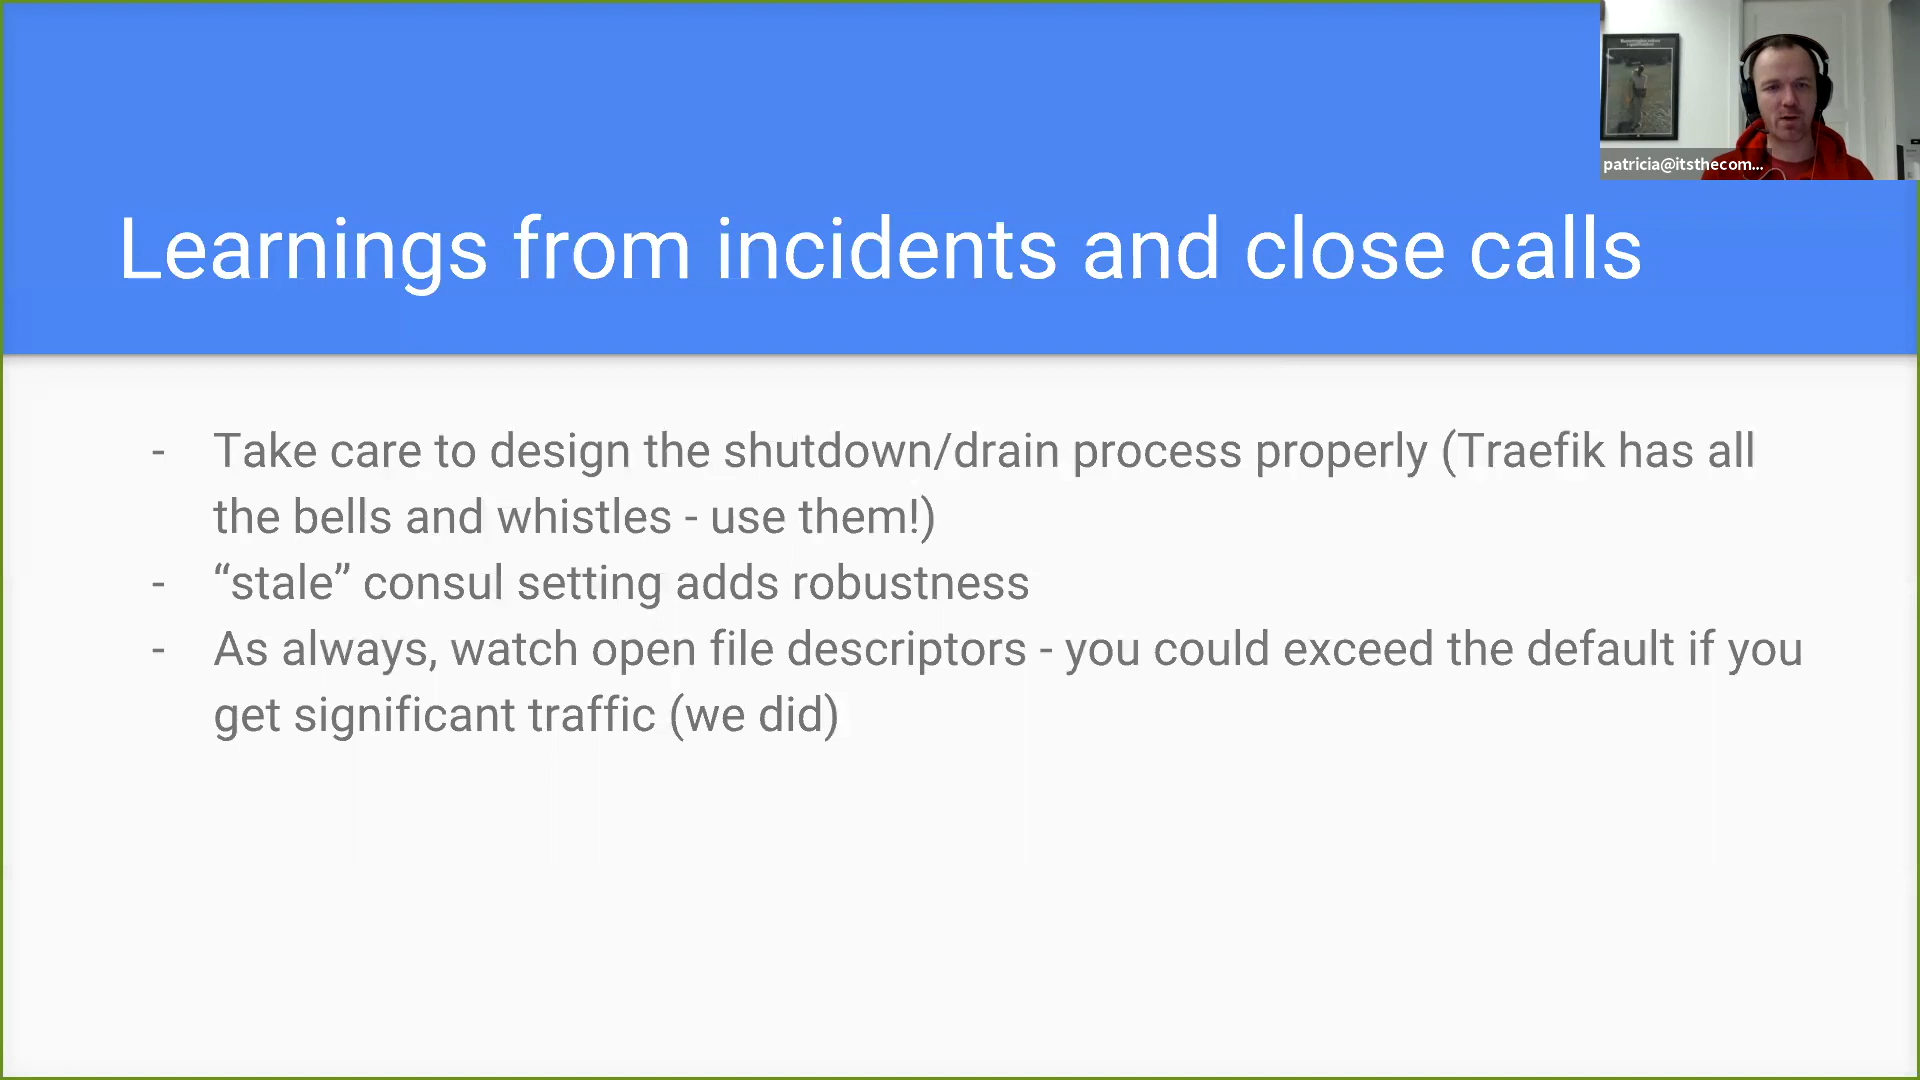 patricia@itsthecom...
Learnings from incidents and close calls
- Take care to design the shutdown/drain process properly (Traefik has all
the bells and whistles - use them!)
- “stale” consul setting adds robustness
- As always, watch open file descriptors - you could exceed the default if you
get significant traffic (we did)